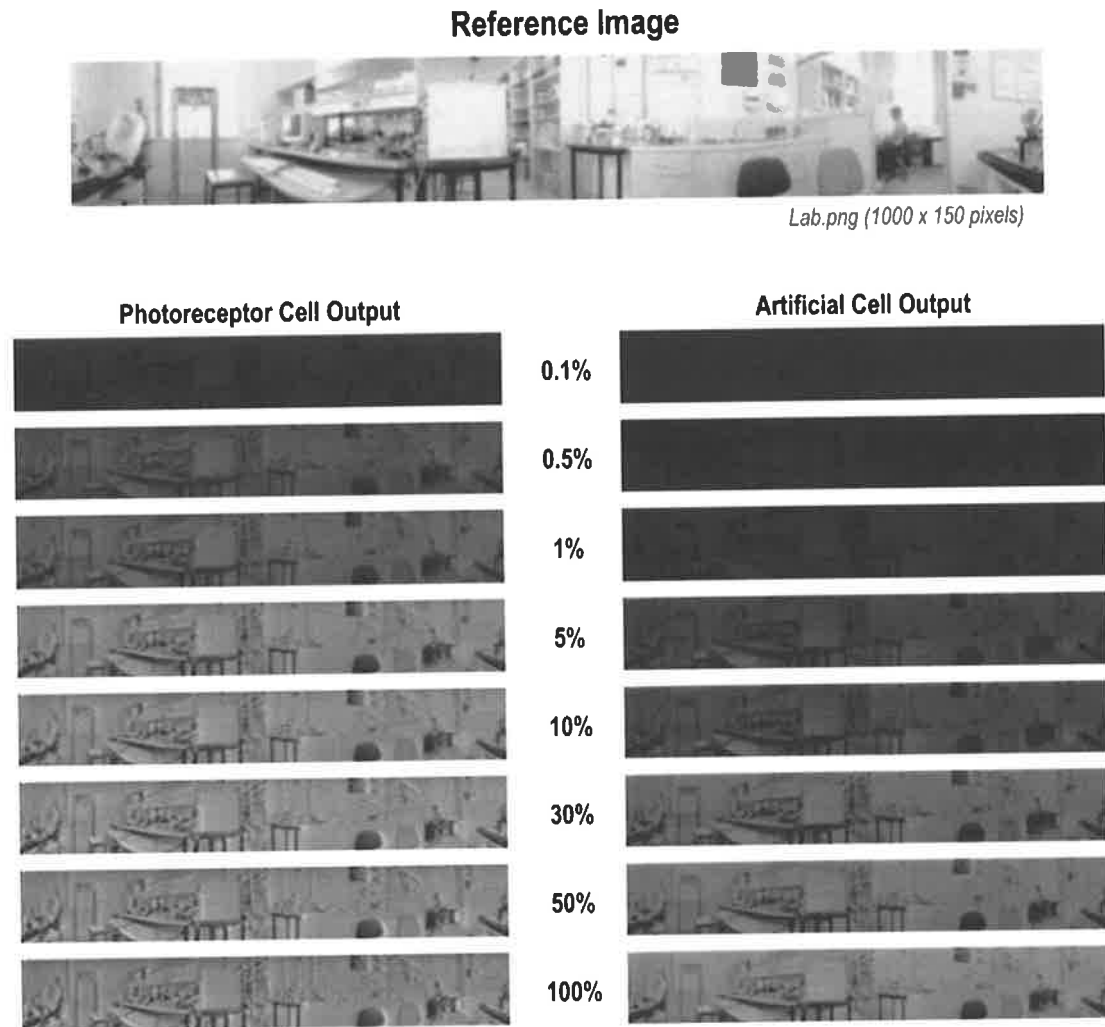 Reference Image
Lab.png (1000 x 150 pixels)
Photoreceptor Cell Output
Artificial Cell Output
0.1%
0.5%
1%
5%
10%
30%
50%
100%